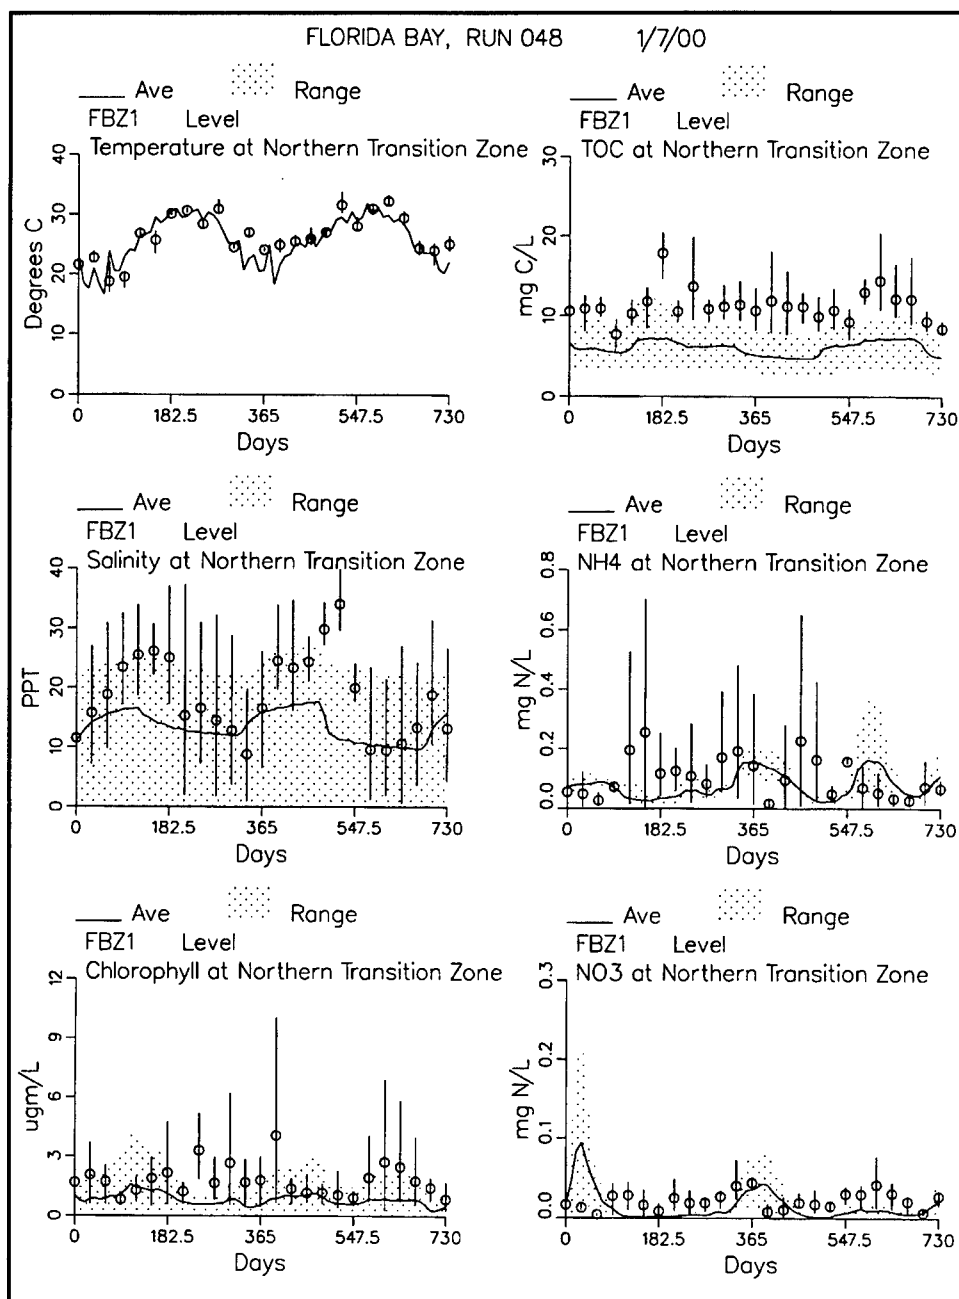 FLORIDA BAY, RUN 048 1/7/00
Ave Range
FBZ1 Level
Temperature at Northern Transition Zone
Degrees C
40
30
20
10
0
0 182.5 365 547.5 730
Days
Ave Range
FBZ1 Level
TOC at Northern Transition Zone
mg C/L
30
20
10
0
0 182.5 365 547.5 730
Days
Ave Range
FBZ1 Level
Salinity at Northern Transition Zone
PPT
40
30
20
10
0
0 182.5 365 547.5 730
Days
Ave Range
FBZ1 Level
NH4 at Northern Transition Zone
mg N/L
0.8
0.6
0.4
0.2
0.0
0 182.5 365 547.5 730
Days
Ave Range
FBZ1 Level
Chlorophyll at Northern Transition Zone
ugm/L
12
9
6
3
0
0 182.5 365 547.5 730
Days
Ave Range
FBZ1 Level
NO3 at Northern Transition Zone
mg N/L
0.3
0.2
0.1
0.0
0 182.5 365 547.5 730
Days